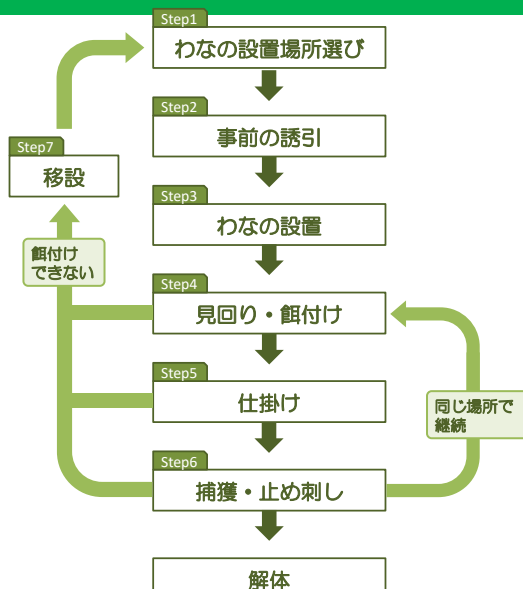 Step1
わなの設置場所選び
Step2
事前の誘引
Step7
移設
Step3
わなの設置
餌付け
できない
Step4
見回り・餌付け
Step5
仕掛け
同じ場所で
継続
Step6
捕獲・止め刺し
解体